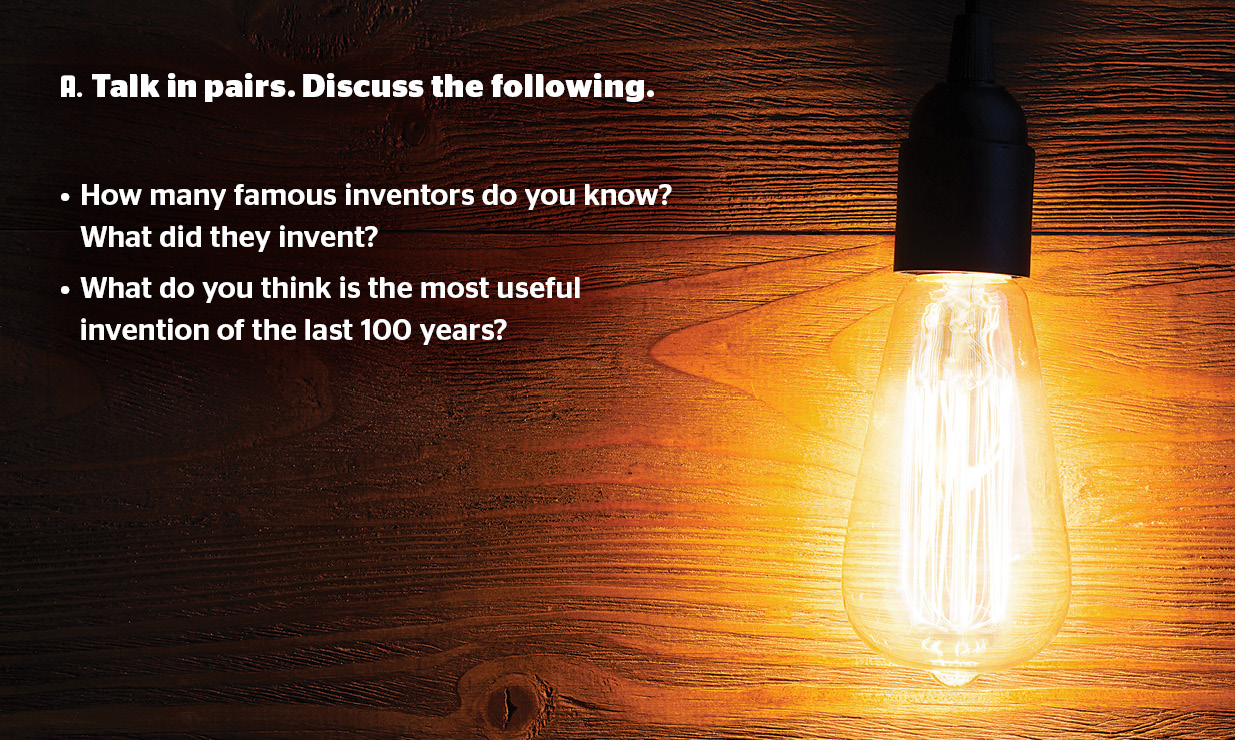 A. Talk in pairs. Discuss the following.
• How many famous inventors do you know?
What did they invent?
• What do you think is the most useful
invention of the last 100 years?